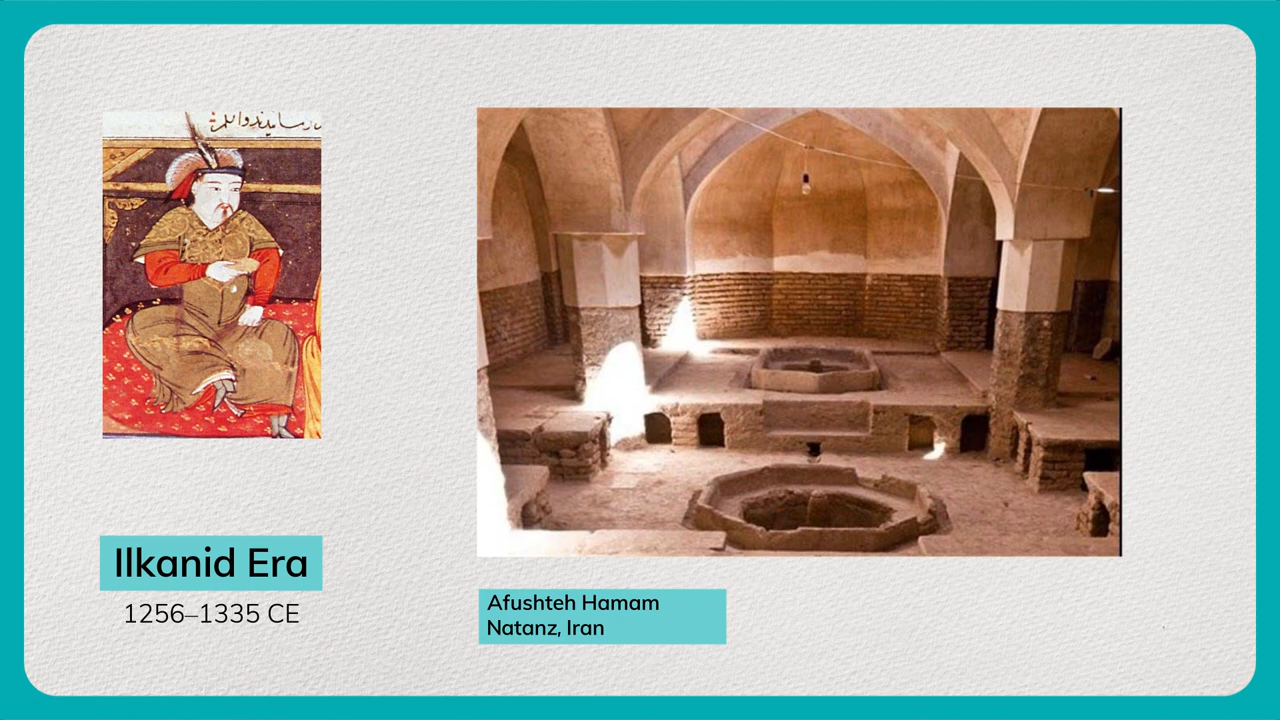 Ilkanid Era
1256–1335 CE
Afushteh Hamam
Natanz, Iran